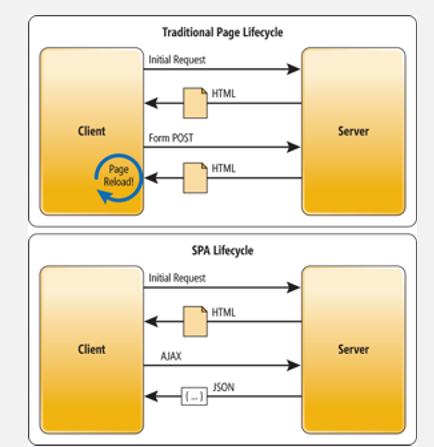 Traditional Page Lifecycle
Initial Request
HTML
Client
Server
Form POST
Page
Reload!
HTML
SPA Lifecycle
Initial Request
HTML
Client
Server
AJAX
JSON
{ ... }